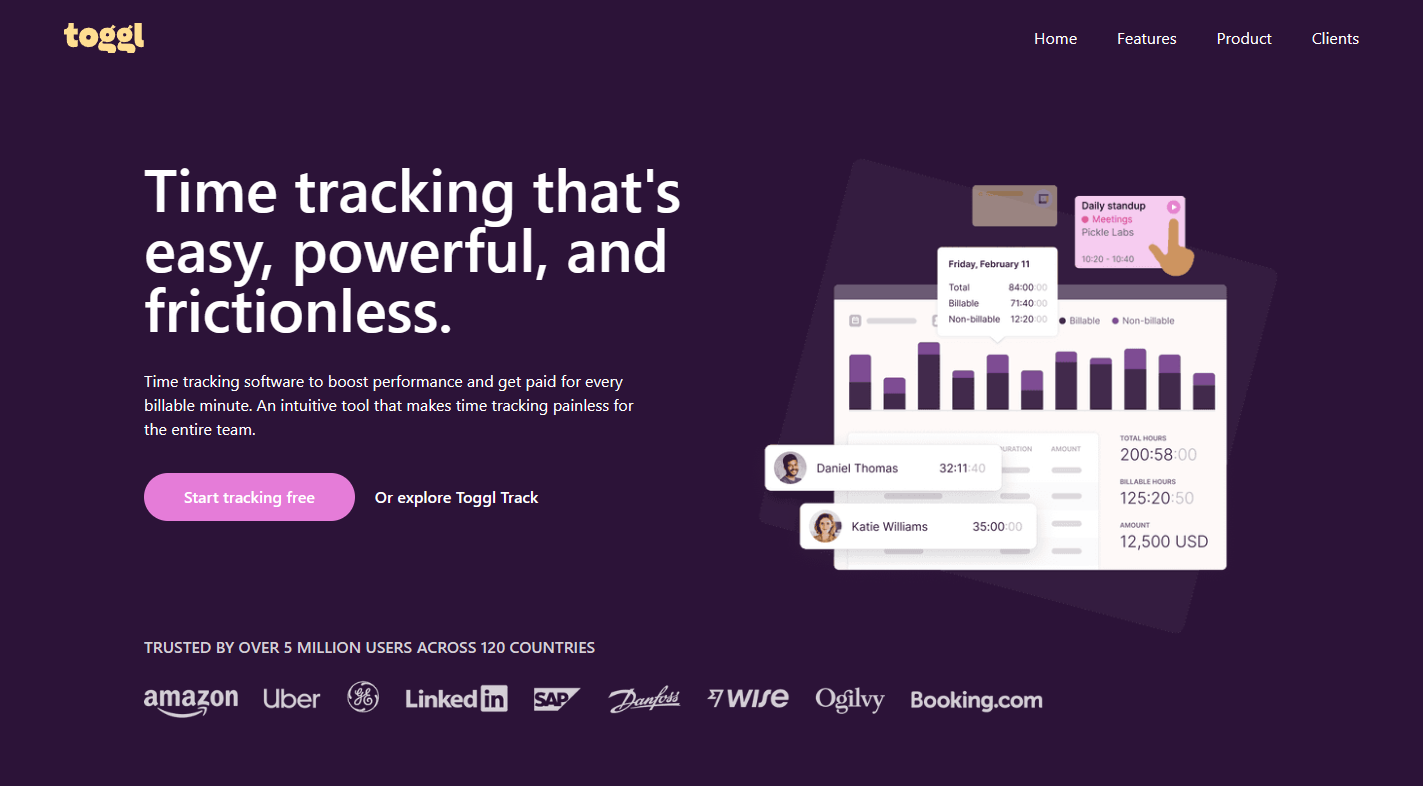 toggl
Home Features Product Clients
Time tracking that's
easy, powerful, and
frictionless.
Time tracking software to boost performance and get paid for every
billable minute. An intuitive tool that makes time tracking painless for
the entire team.
Start tracking free
Or explore Toggl Track
Daily standup
Meetings
Pickle Labs
10:20 - 10:40
Friday, February 11
Total 84:00:00
Billable 71:40:00
Non-billable 12:20:00
Billable Non-billable
AMOUNT
Daniel Thomas 32:11:40
Katie Williams 35:00:00
TOTAL HOURS
200:58:00
BILLABLE HOURS
125:20:50
AMOUNT
12,500 USD
TRUSTED BY OVER 5 MILLION USERS ACROSS 120 COUNTRIES
amazon Uber GE LinkedIn SAP Danfoss WISE Ogilvy Booking.com